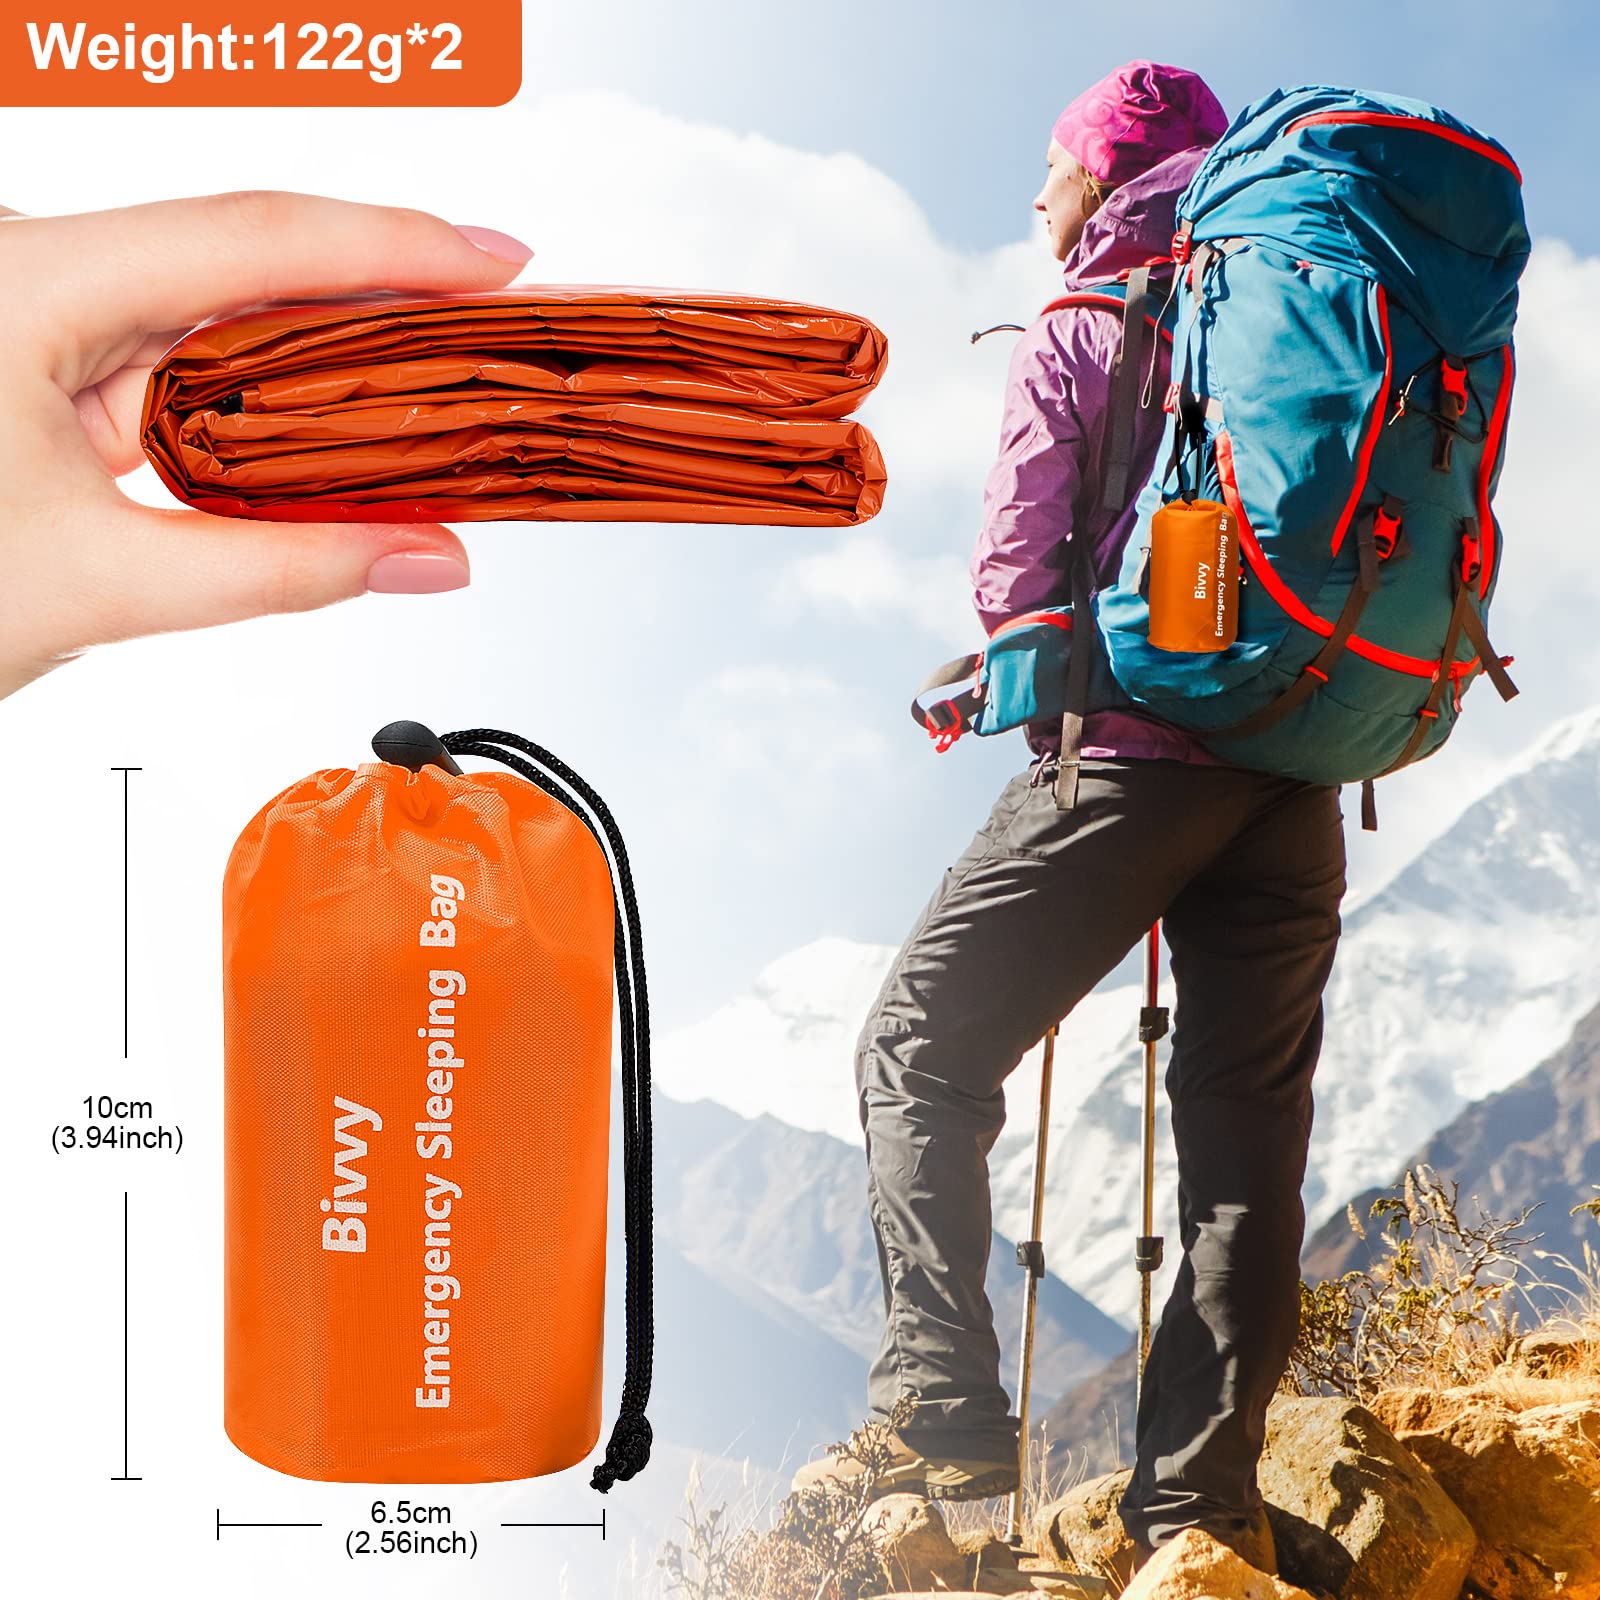 Weight:122g*2
Bivvy
Emergency Sleeping Bag
10cm
(3.94inch)
Bivvy
Emergency Sleeping Bag
6.5cm
(2.56inch)